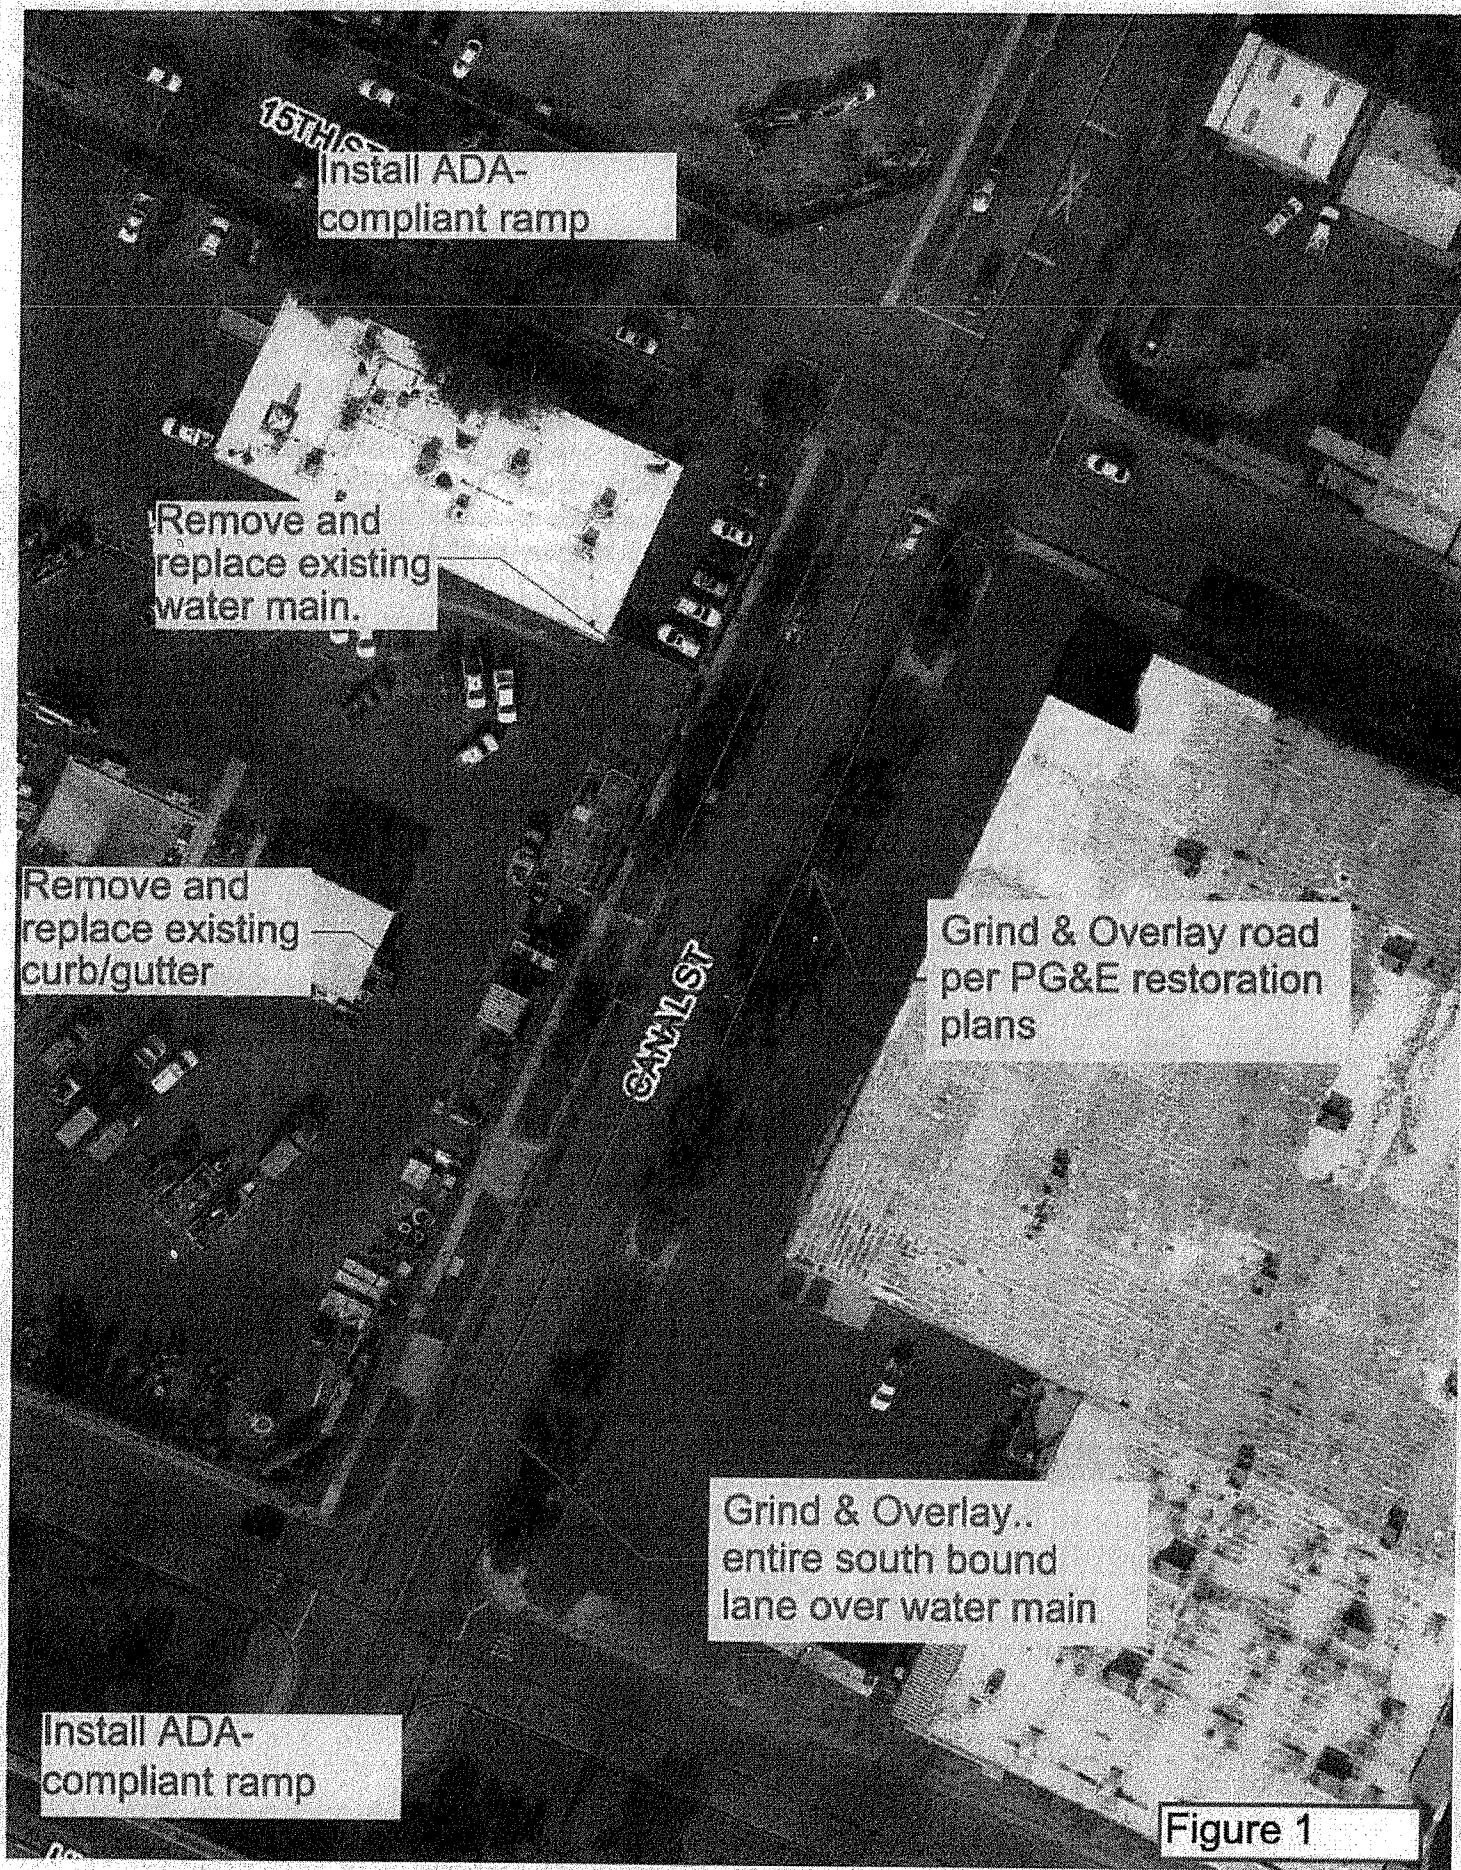 15TH ST
Install ADA-
compliant ramp
Remove and
replace existing
water main.
Remove and
replace existing
curb/gutter
Grind & Overlay road
per PG&E restoration
plans
CANAL ST
Grind & Overlay..
entire south bound
lane over water main
Install ADA-
compliant ramp
Figure 1